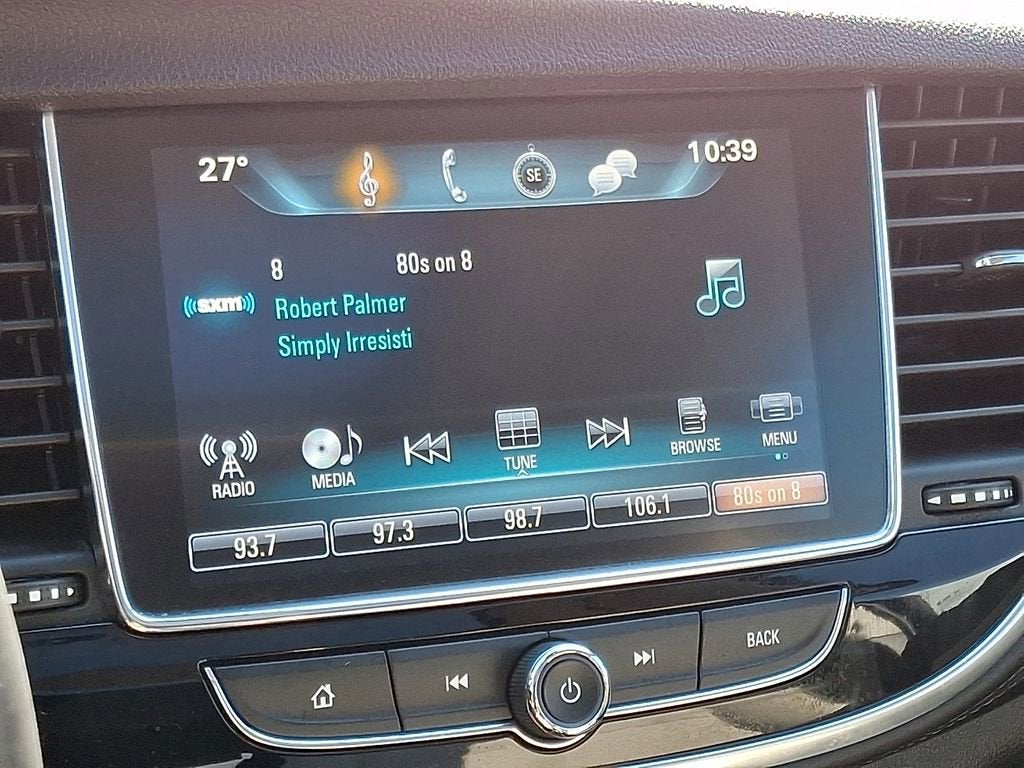 27° SE 10:39
8 80s on 8
sxm Robert Palmer
Simply Irresisti
RADIO MEDIA TUNE BROWSE MENU
93.7 97.3 98.7 106.1 80s on 8
BACK